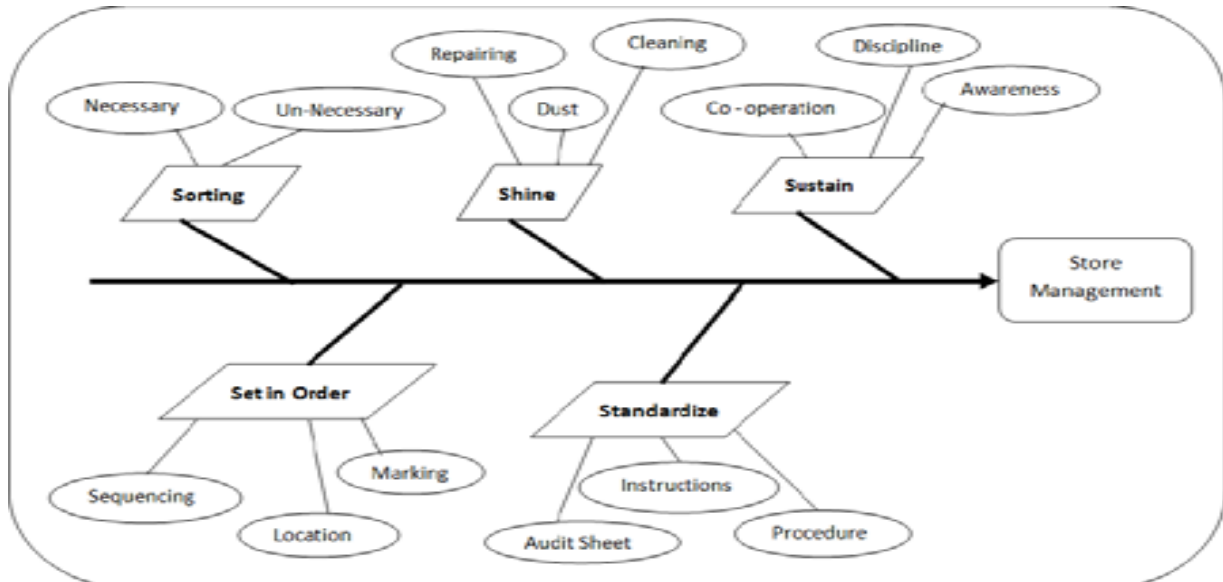 Repairing
Cleaning
Discipline
Necessary
Un-Necessary
Dust
Co -operation
Awareness
Sorting
Shine
Sustain
Store
Management
Set in Order
Standardize
Sequencing
Location
Marking
Audit Sheet
Instructions
Procedure